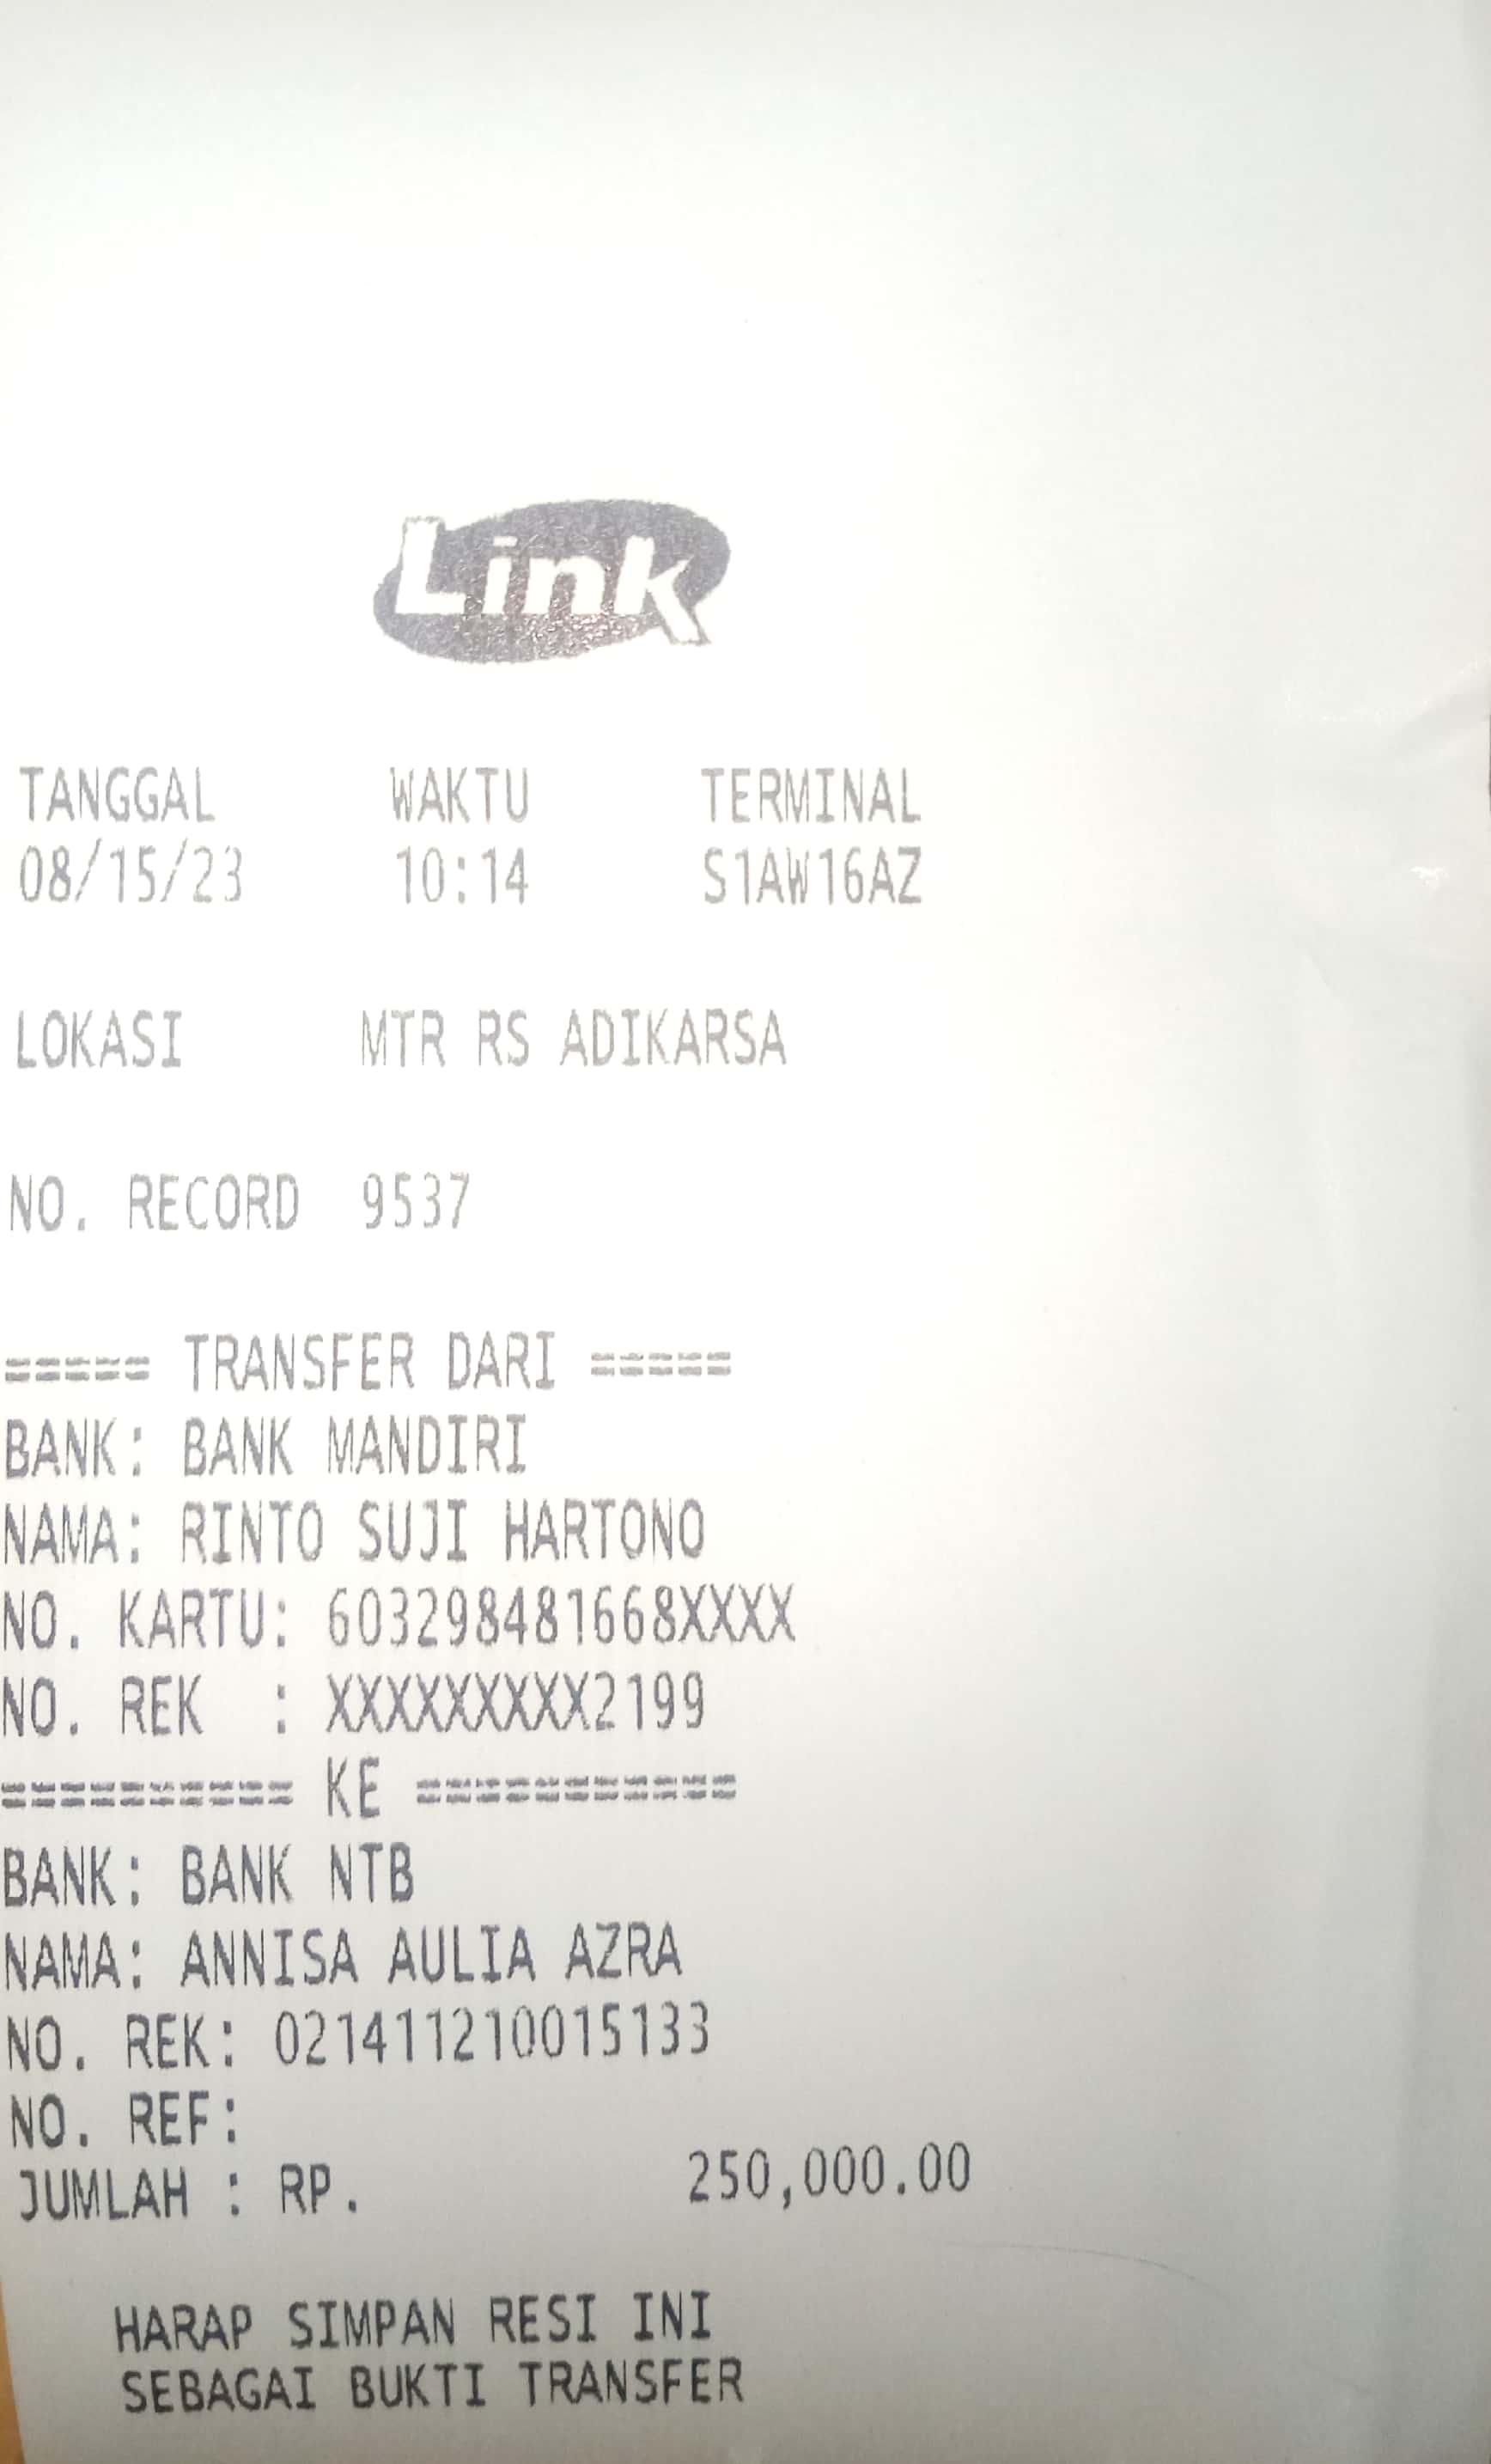 Link
TANGGAL WAKTU TERMINAL
08/15/23 10:14 S1AW16AZ
LOKASI MTR RS ADIKARSA
NO. RECORD 9537
===== TRANSFER DARI =====
BANK: BANK MANDIRI
NAMA: RINTO SUJI HARTONO
NO. KARTU: 603298481668XXXX
NO. REK : XXXXXXXXX2199
========== KE ===========
BANK: BANK NTB
NAMA: ANNISA AULIA AZRA
NO. REK: 021411210015133
NO. REF:
JUMLAH : RP. 250,000.00
HARAP SIMPAN RESI INI
SEBAGAI BUKTI TRANSFER